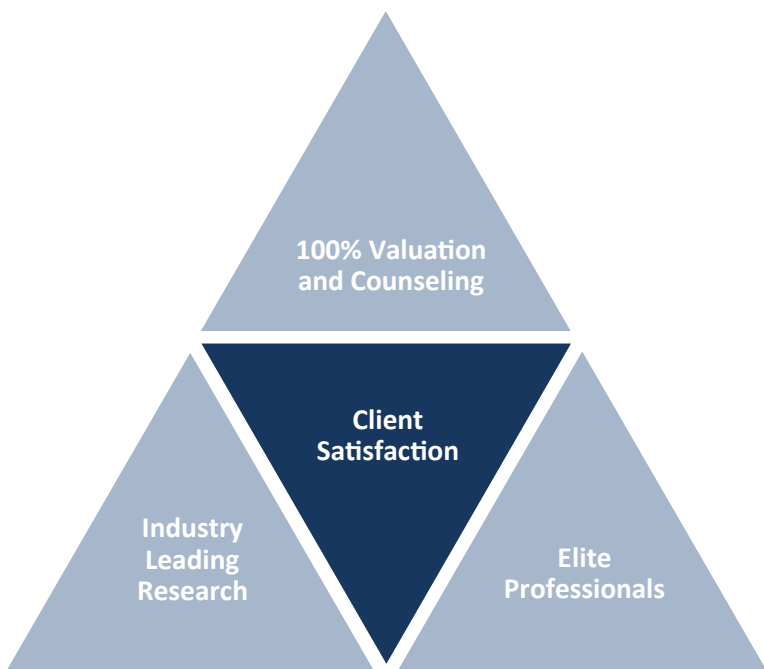 100% Valuation
and Counseling
Client
Satisfaction
Industry
Leading
Research
Elite
Professionals